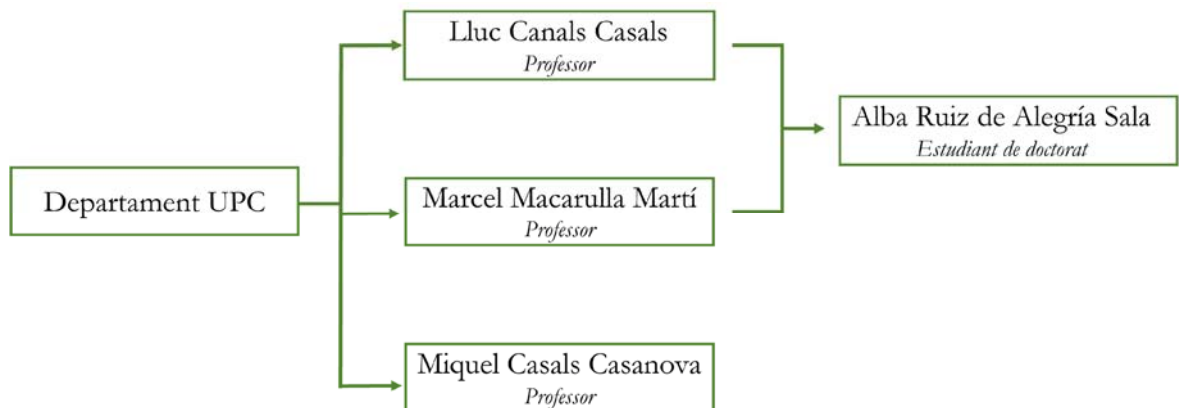 Lluc Canals Casals
Professor
Alba Ruiz de Alegría Sala
Estudiant de doctorat
Departament UPC
Marcel Macarulla Martí
Professor
Miquel Casals Casanova
Professor